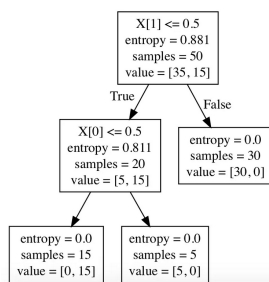 X[1] <= 0.5
entropy = 0.881
samples = 50
value = [35, 15]
True
False
X[0] <= 0.5
entropy = 0.811
samples = 20
value = [5, 15]
entropy = 0.0
samples = 30
value = [30, 0]
entropy = 0.0
samples = 15
value = [0, 15]
entropy = 0.0
samples = 5
value = [5, 0]